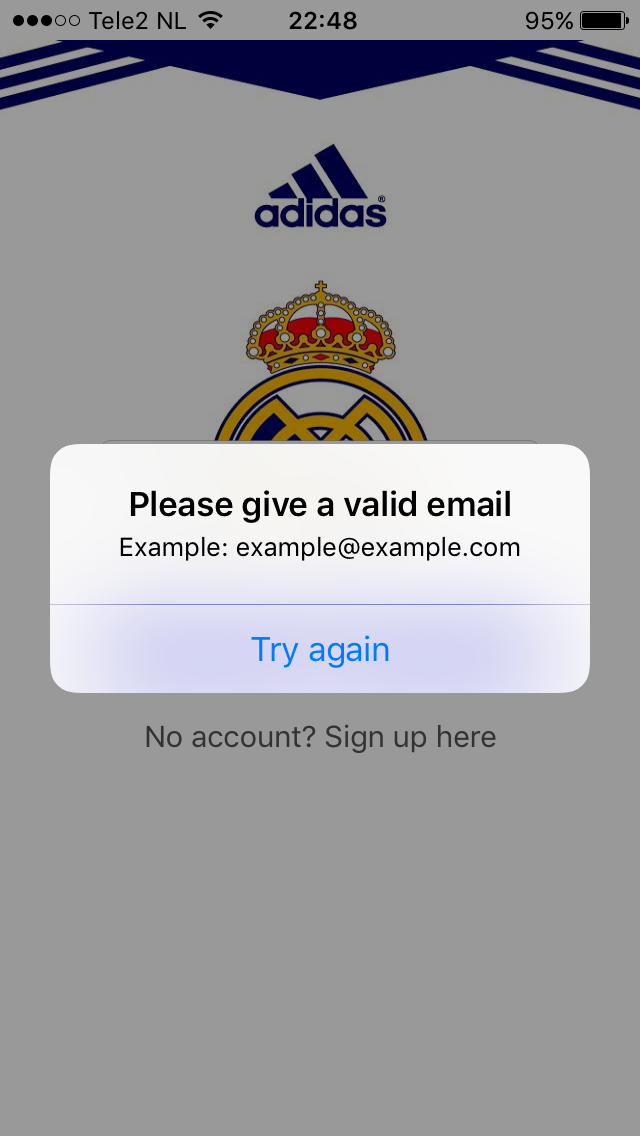 Tele2 NL 22:48 95%
adidas®
Please give a valid email
Example: example@example.com
Try again
No account? Sign up here